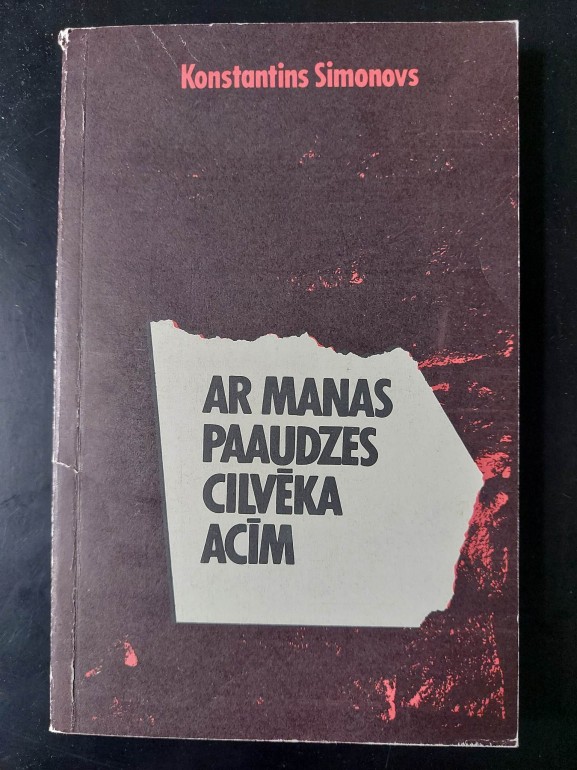 Konstantins Simonovs
AR MANAS
PAAUDZES
CILVĒKA
ACĪM